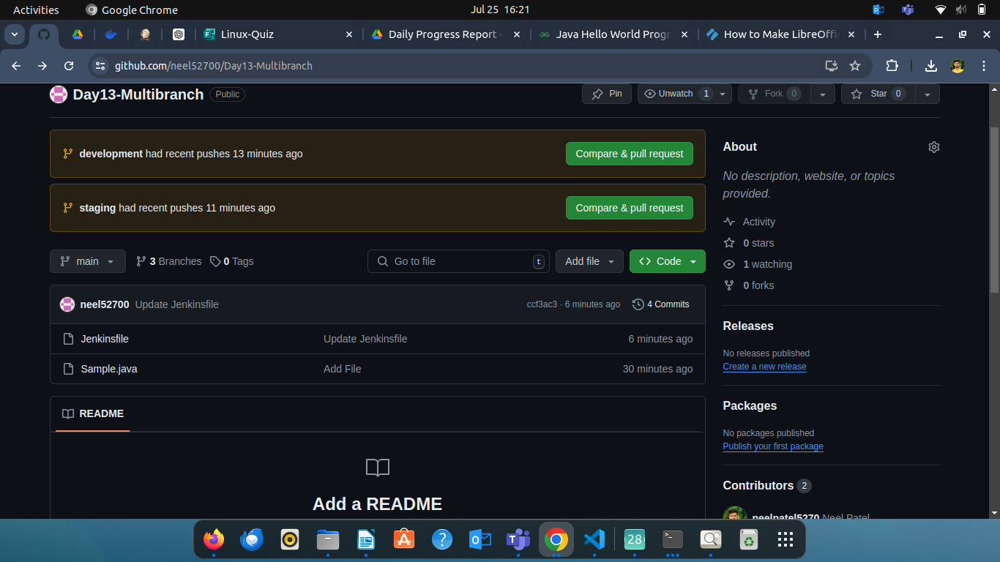 Activities Google Chrome Jul 25 16:21
Linux-Quiz Daily Progress Report - Java Hello World Progr How to Make LibreOffi
github.com/neel52700/Day13-Multibranch
Day13-Multibranch Public Pin Unwatch 1 Fork 0 Star 0
development had recent pushes 13 minutes ago Compare & pull request
staging had recent pushes 11 minutes ago Compare & pull request
main 3 Branches 0 Tags Go to file t Add file Code
neel52700 Update Jenkinsfile ccf3ac3 · 6 minutes ago 4 Commits
Jenkinsfile Update Jenkinsfile 6 minutes ago
Sample.java Add File 30 minutes ago
README
Add a README
About
No description, website, or topics
provided.
Activity
0 stars
1 watching
0 forks
Releases
No releases published
Create a new release
Packages
No packages published
Publish your first package
Contributors 2
neelpatel5270 Neel Patel
28